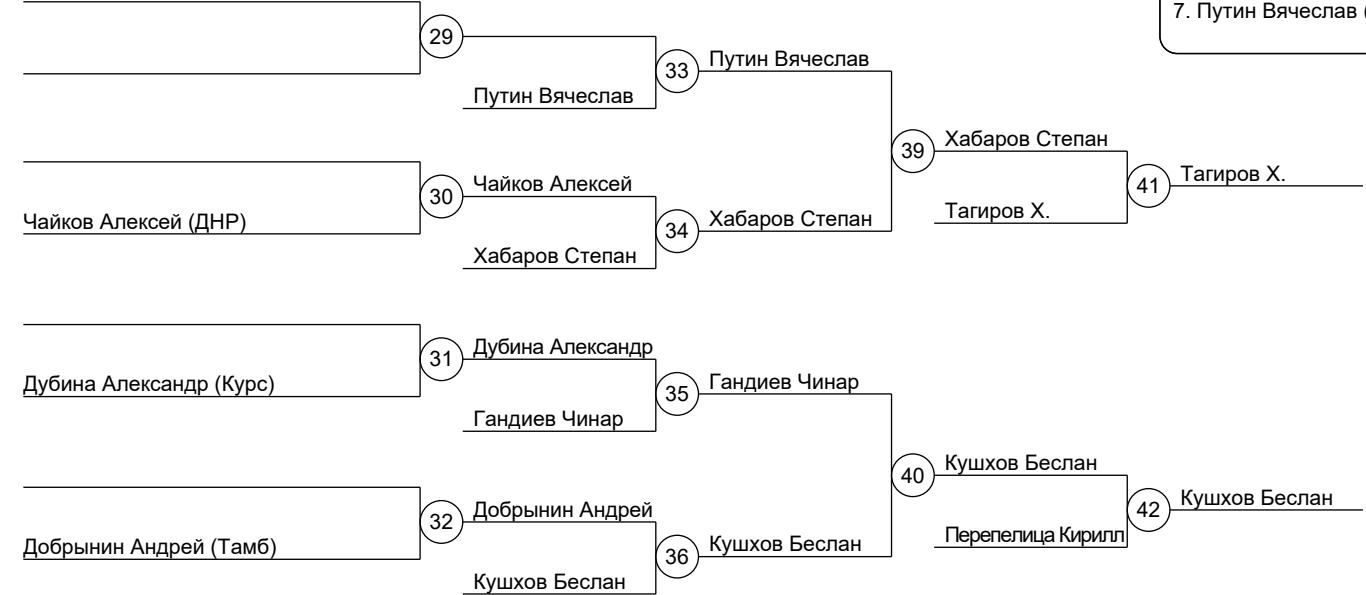 7. Путин Вячеслав (
29
Путин Вячеслав
33
Путин Вячеслав
Чайков Алексей (ДНР)
30
Чайков Алексей
Хабаров Степан
34
Хабаров Степан
39
Хабаров Степан
Тагиров Х.
41
Тагиров Х.
Дубина Александр (Курс)
31
Дубина Александр
Гандиев Чинар
35
Гандиев Чинар
Добрынин Андрей (Тамб)
32
Добрынин Андрей
Кушхов Беслан
36
Кушхов Беслан
40
Кушхов Беслан
Перепелица Кирилл
42
Кушхов Беслан